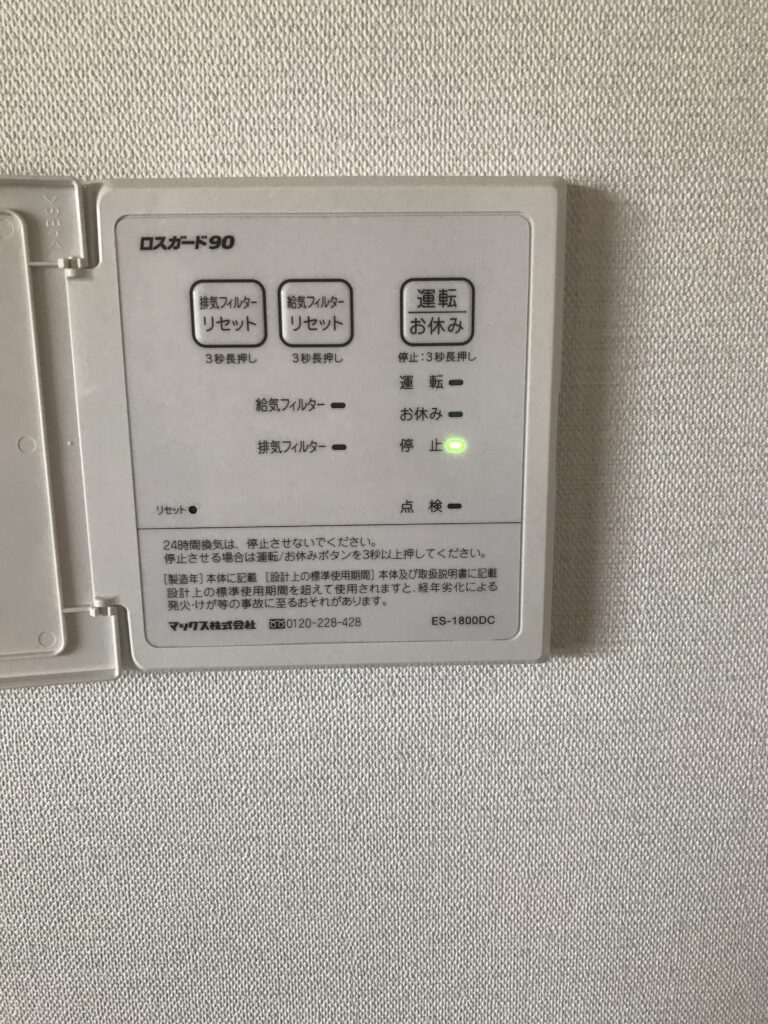 ロスガード90
排気フィルター
リセット
給気フィルター
リセット
運転
お休み
3秒長押し
3秒長押し
停止:3秒長押し
運 転
給気フィルター
お休み
排気フィルター
停 止
リセット
点 検
24時間換気は、停止させないでください。
停止させる場合は運転/お休みボタンを3秒以上押してください。
[製造年]本体に記載 [設計上の標準使用期間]本体及び取扱説明書に記載
設計上の標準使用期間を超えて使用されますと、経年劣化による
発火・けが等の事故に至るおそれがあります。
マックス株式会社 0120-228-428 ES-1800DC